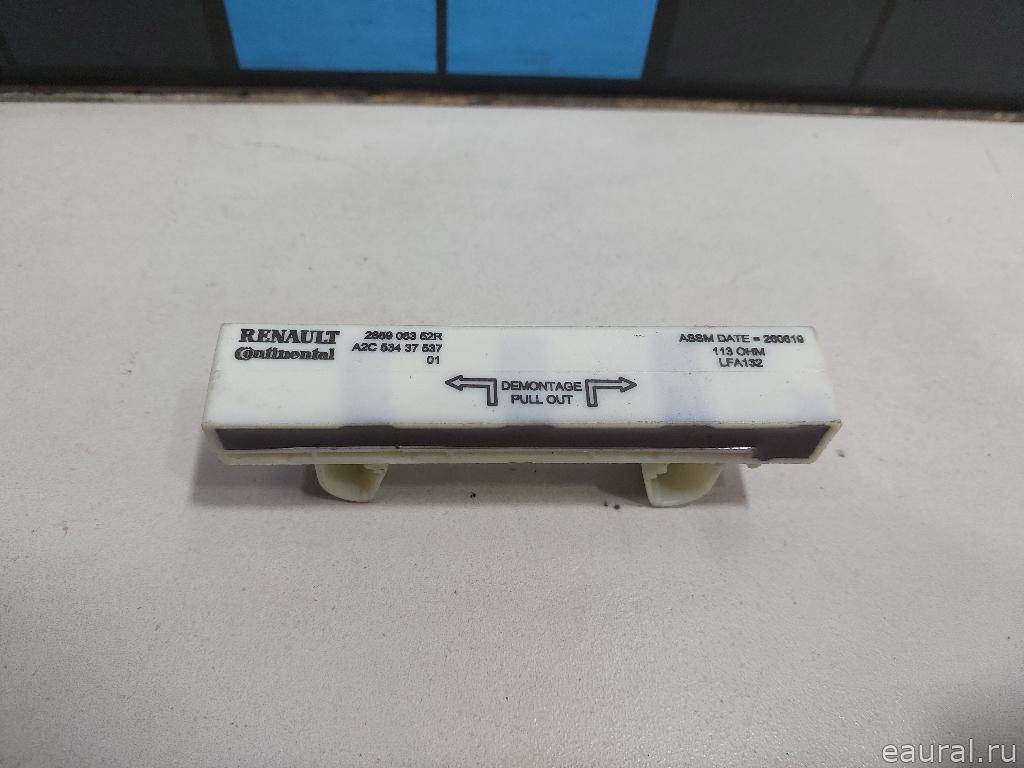 RENAULT
Continental
2659 063 52R
A2C 534 37 537
01
DEMONTAGE
PULL OUT
ASSM DATE = 260619
113 OHM
LFA132
eaural.ru